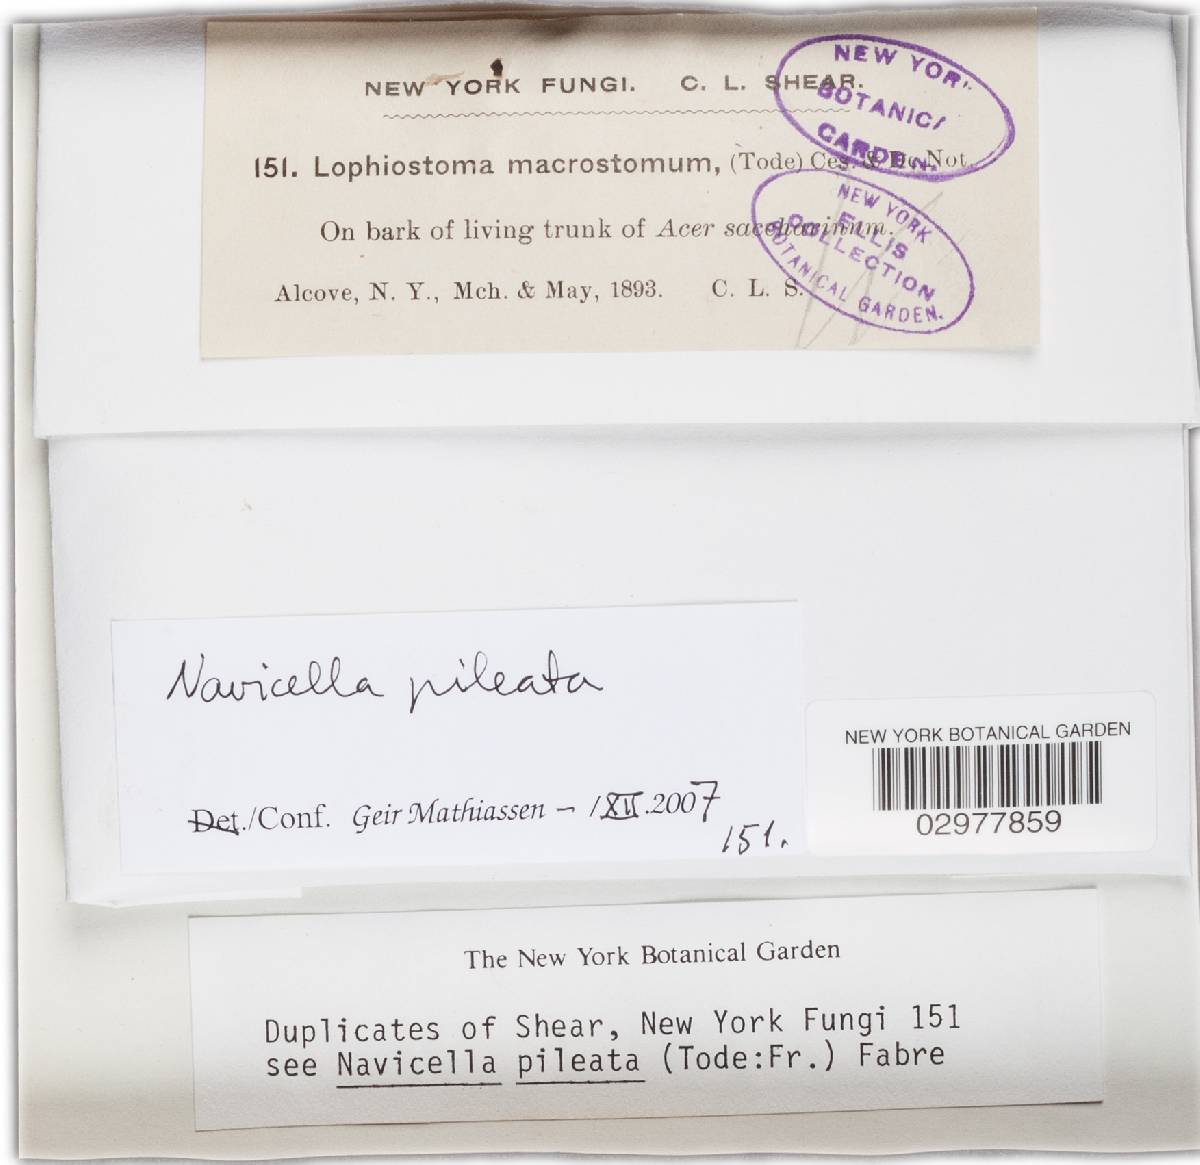 NEW YORK FUNGI. C. L. SHEAR.
NEW YOR
BOTANIC
GARDEN.
151. Lophiostoma macrostomum, (Tode) Ces. & De Not.
On bark of living trunk of Acer saccharinum.
Alcove, N. Y., Mch. & May, 1893. C. L. S.
NEW YORK
ELLIS
COLLECTION
BOTANICAL GARDEN.
Navicella pileata
Det./Conf. Geir Mathiassen – /XII.2007
151.
NEW YORK BOTANICAL GARDEN
02977859
The New York Botanical Garden
Duplicates of Shear, New York Fungi 151
see Navicella pileata (Tode:Fr.) Fabre